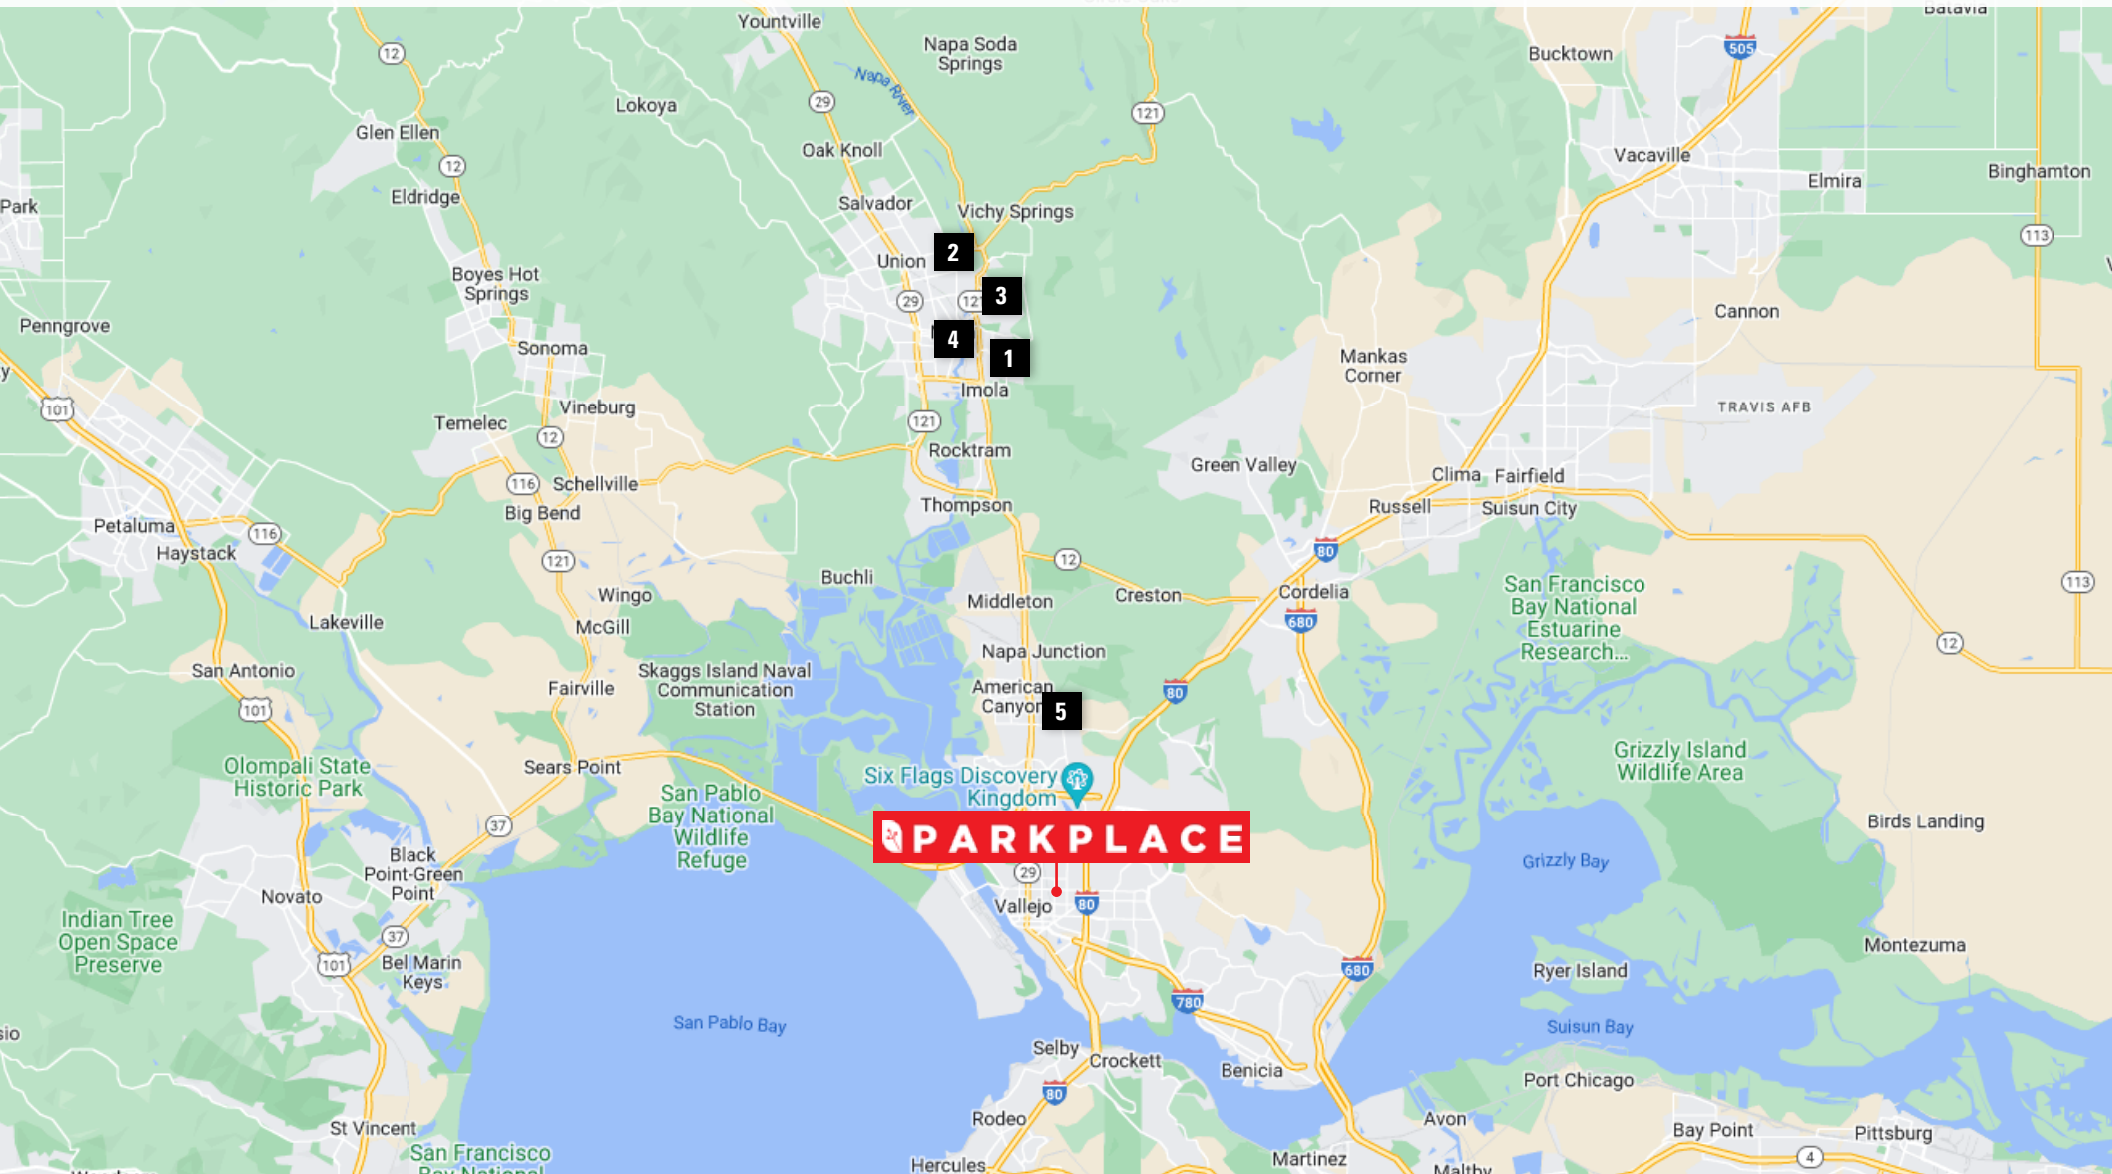 Yountville
Napa Soda
Springs
Bucktown
Batavia
505
12
Napa River
Lokoya
29
121
Glen Ellen
Oak Knoll
Vacaville
12
Binghamton
Elmira
Eldridge
Park
Salvador
Vichy Springs
113
2
Union
Boyes Hot
Springs
3
29
Cannon
Penngrove
4
1
Sonoma
Mankas
Corner
Imola
101
Vineburg
TRAVIS AFB
Temelec
121
12
Rocktram
Green Valley
Clima
Fairfield
116
Schellville
Thompson
Russell
Suisun City
Big Bend
Petaluma
116
Haystack
80
121
12
Buchli
113
San Francisco
Bay National
Estuarine
Research...
Wingo
Middleton
Creston
Cordelia
Lakeville
McGill
680
12
Napa Junction
San Antonio
Skaggs Island Naval
Communication
Station
Fairville
American
Canyon
80
101
5
Grizzly Island
Wildlife Area
Olompali State
Historic Park
Sears Point
Six Flags Discovery
Kingdom
San Pablo
Bay National
Wildlife
Refuge
37
Birds Landing
PARKPLACE
Black
Point-Green
Point
Grizzly Bay
29
Novato
Vallejo
80
Indian Tree
Open Space
Preserve
37
Montezuma
101
Bel Marin
Keys
680
Ryer Island
780
San Pablo Bay
Suisun Bay
sio
Selby
Crockett
Benicia
Port Chicago
80
Rodeo
Avon
St Vincent
Bay Point
Pittsburg
San Francisco
Bay National
Hercules
Martinez
4
Maltby